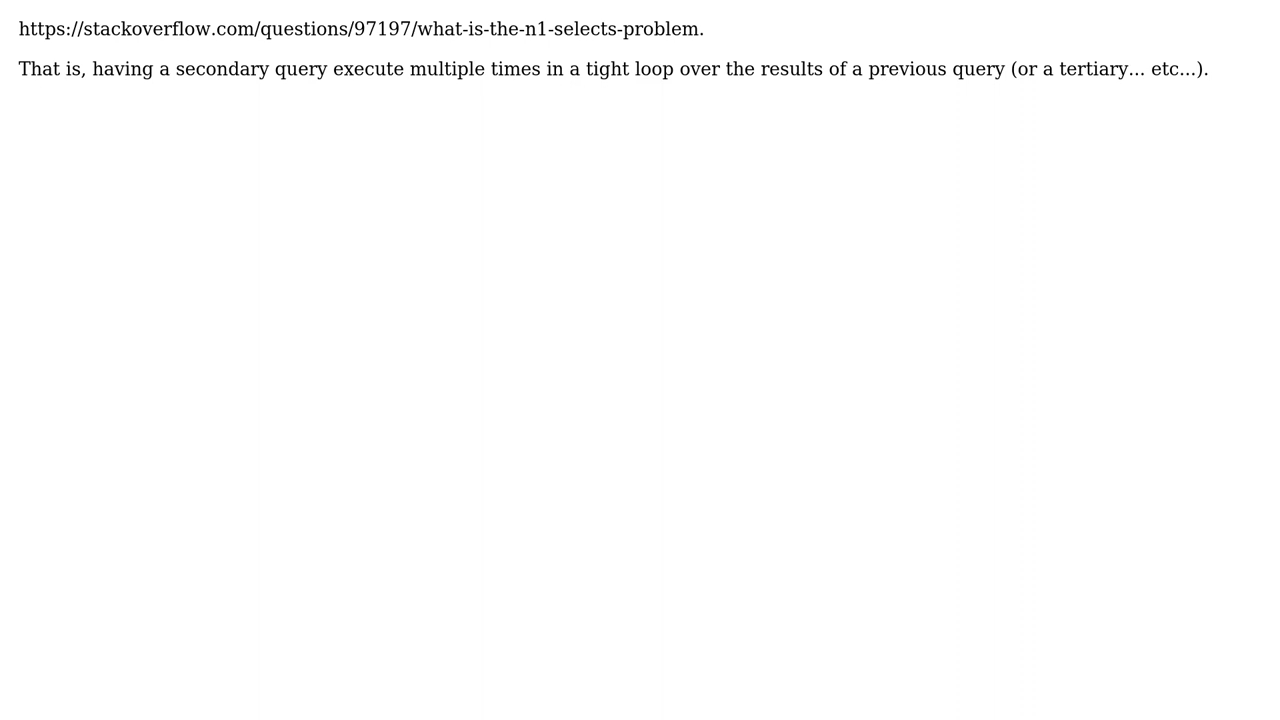 https://stackoverflow.com/questions/97197/what-is-the-n1-selects-problem.
That is, having a secondary query execute multiple times in a tight loop over the results of a previous query (or a tertiary... etc...).